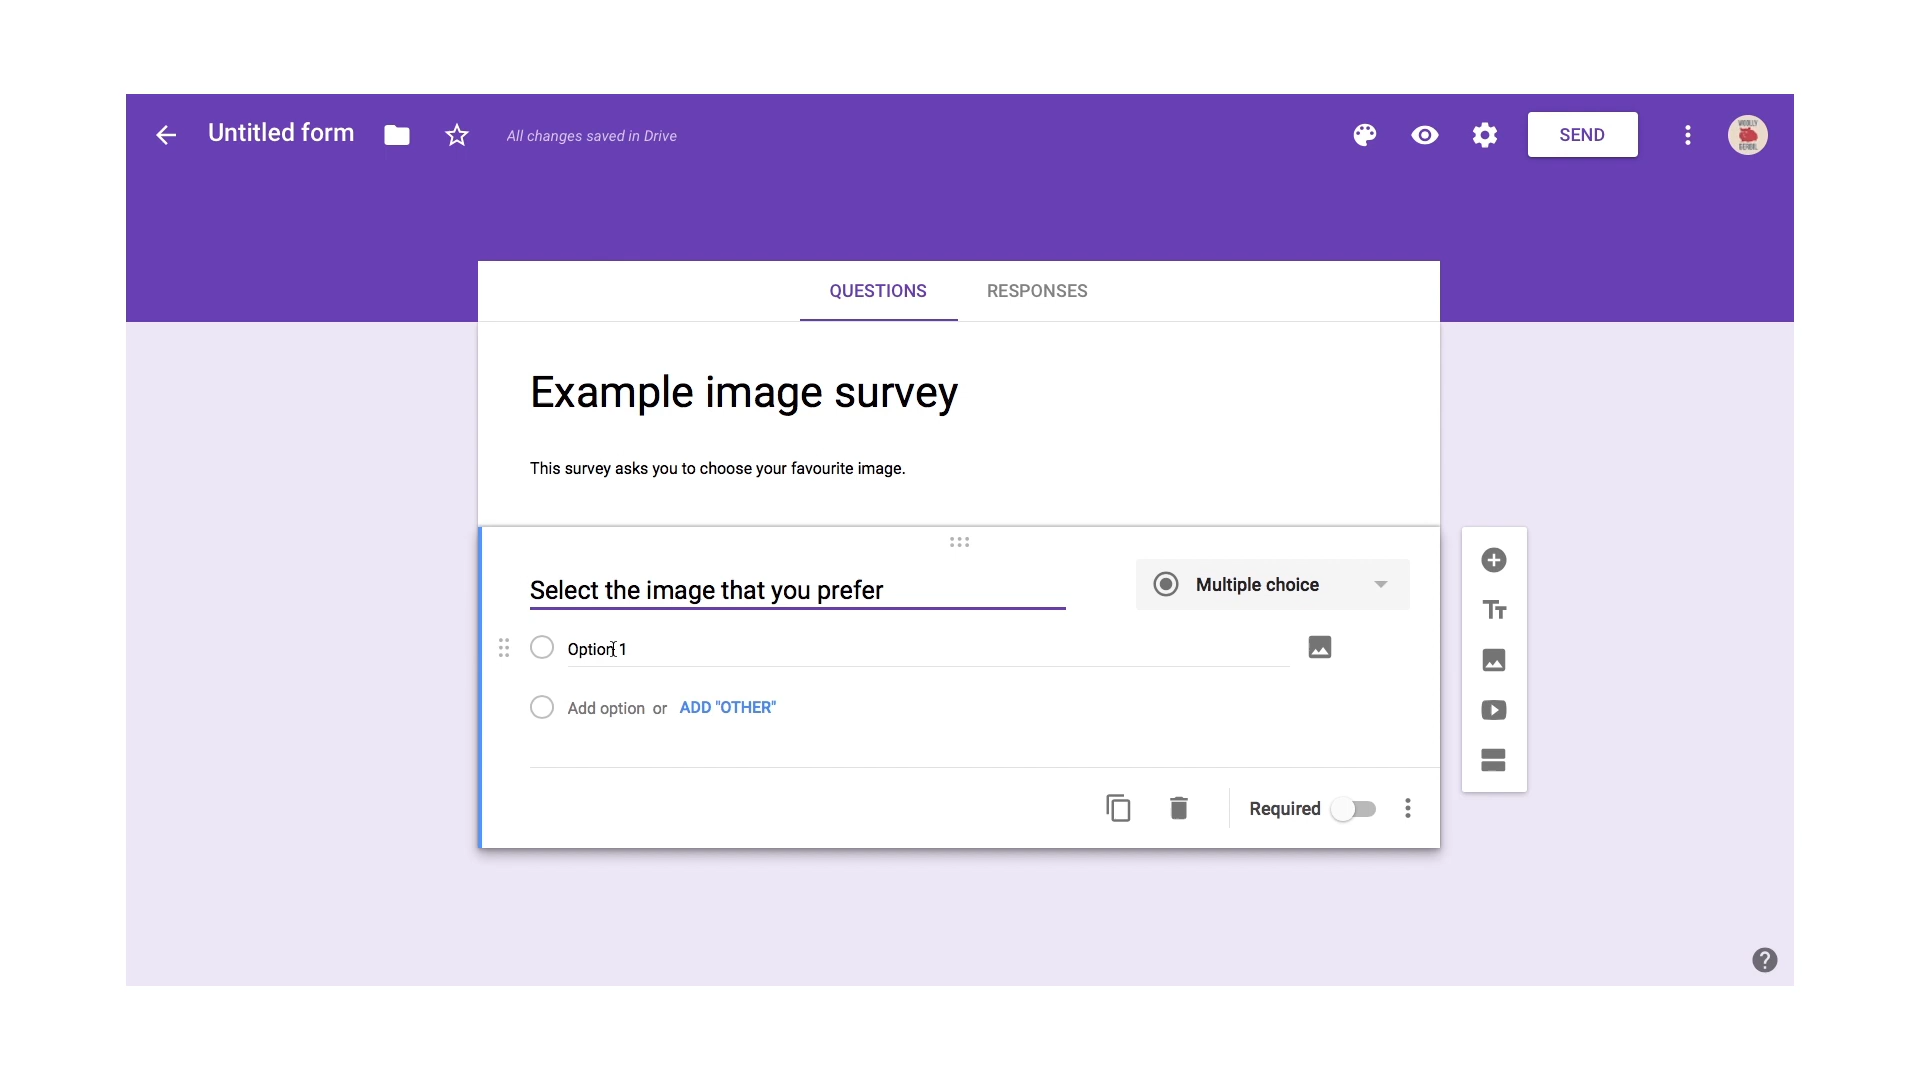 Untitled form
All changes saved in Drive
SEND
WOOLLY
GERBIL
QUESTIONS
RESPONSES
Example image survey
This survey asks you to choose your favourite image.
Select the image that you prefer
Multiple choice
Option 1
Add option or ADD "OTHER"
Required